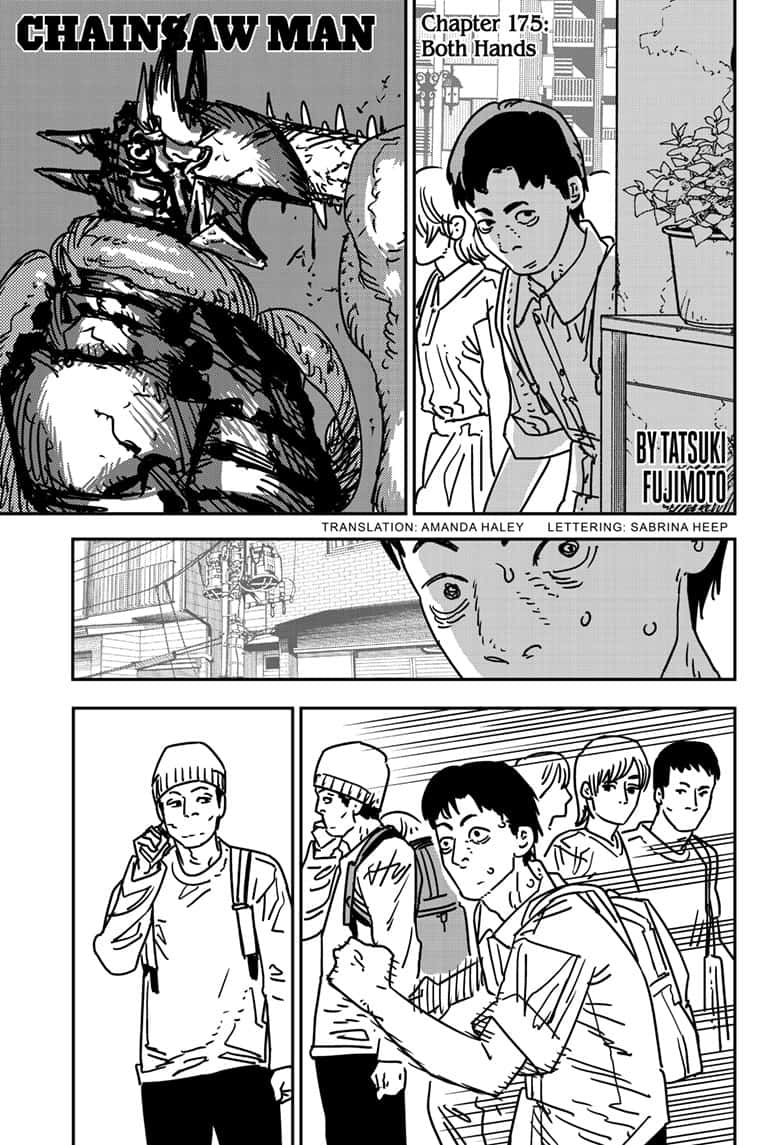 CHAINSAW MAN
Chapter 175:
Both Hands
BY TATSUKI
FUJIMOTO
TRANSLATION: AMANDA HALEY LETTERING: SABRINA HEEP